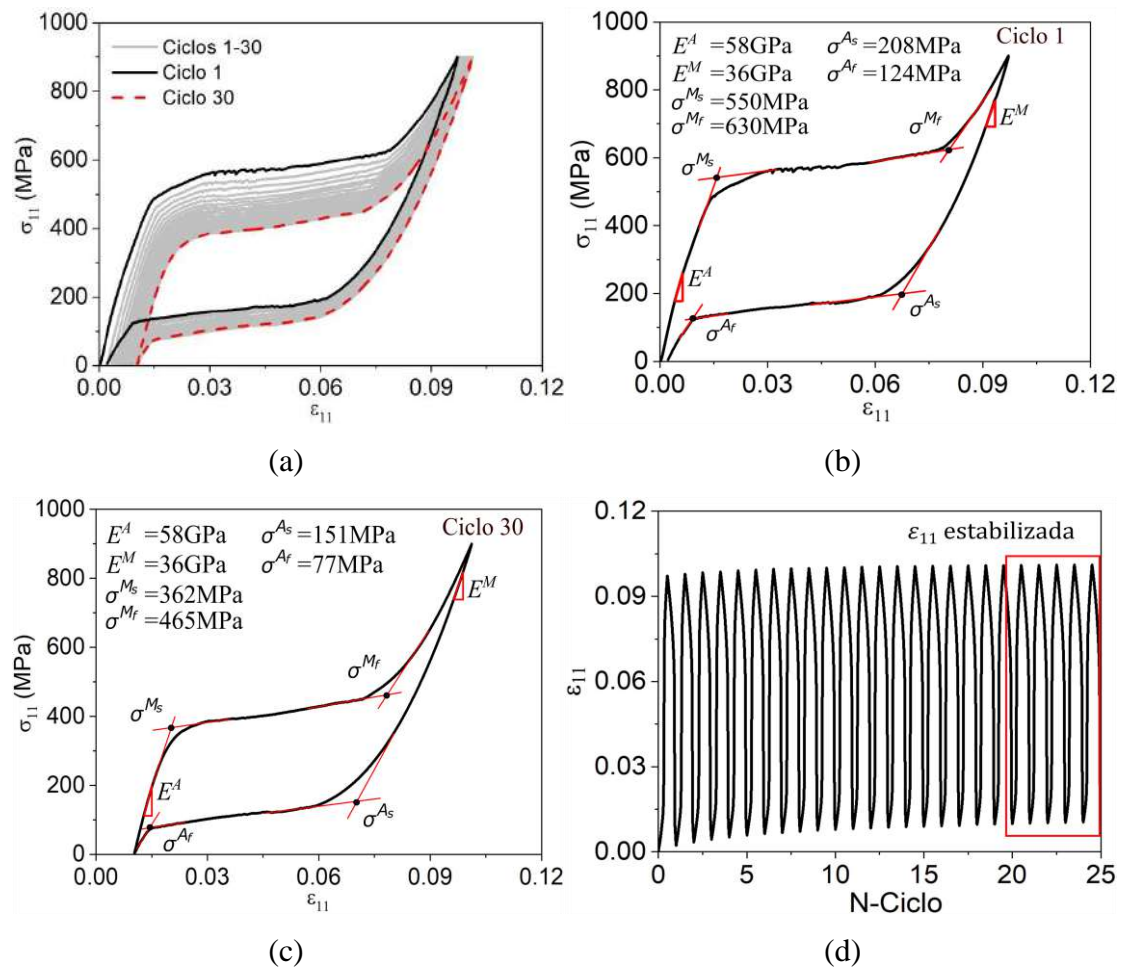 1000
800
600
400
200
0
σ₁₁ (MPa)
Ciclos 1-30
Ciclo 1
Ciclo 30
0.00 0.03 0.06 0.09 0.12
ε₁₁
(a)
1000
800
600
400
200
0
σ₁₁ (MPa)
Ciclo 1
E^A =58GPa σ^As =208MPa
E^M =36GPa σ^Af =124MPa
σ^Ms =550MPa
σ^Mf =630MPa
σ^Mf
E^M
σ^Ms
E^A
σ^As
σ^Af
0.00 0.03 0.06 0.09 0.12
ε₁₁
(b)
1000
800
600
400
200
0
σ₁₁ (MPa)
Ciclo 30
E^A =58GPa σ^As =151MPa
E^M =36GPa σ^Af =77MPa
σ^Ms =362MPa
σ^Mf =465MPa
E^M
σ^Mf
σ^Ms
E^A
σ^As
σ^Af
0.00 0.03 0.06 0.09 0.12
ε₁₁
(c)
0.12
0.09
0.06
0.03
0.00
ε₁₁
ε₁₁ estabilizada
0 5 10 15 20 25
N-Ciclo
(d)